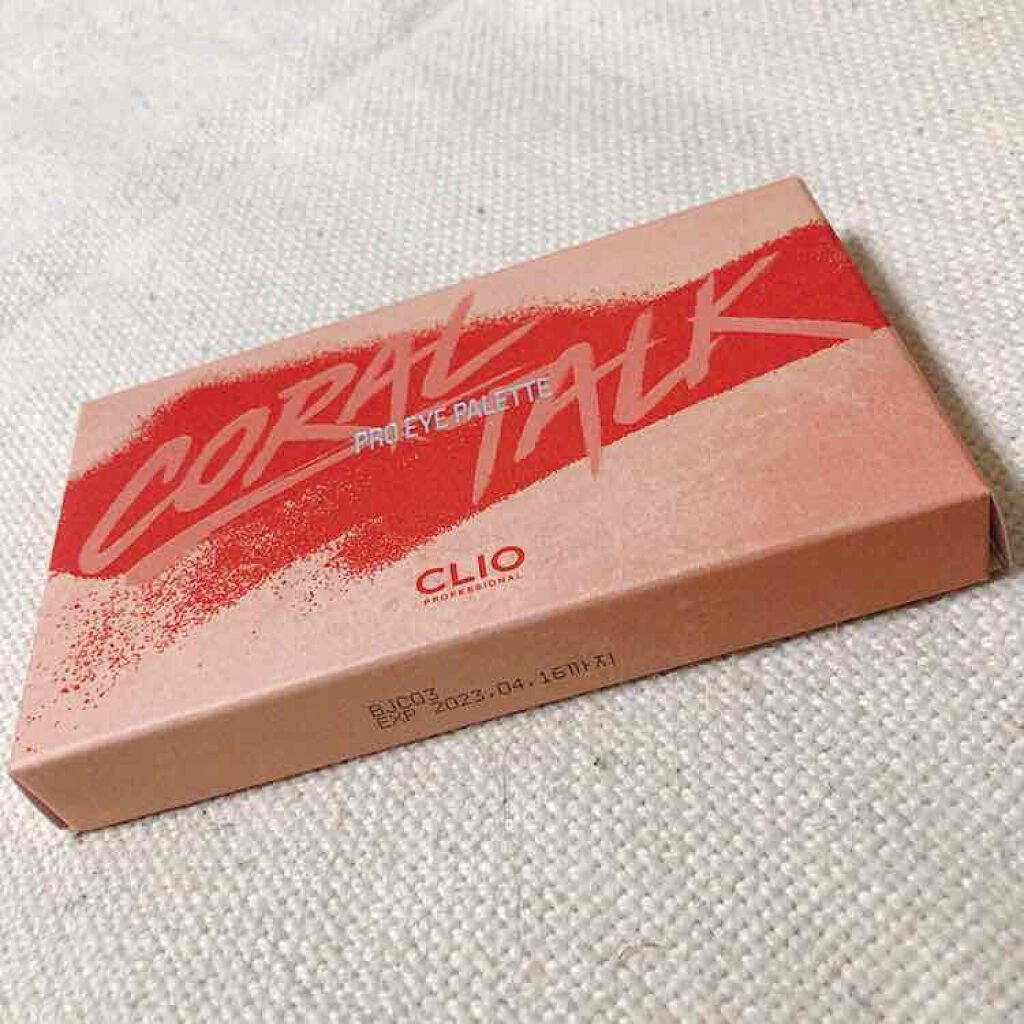 CORAL
TALK
PRO EYE PALETTE
CLIO
PROFESSIONAL
BJC03
EXP 2023.04.16까지